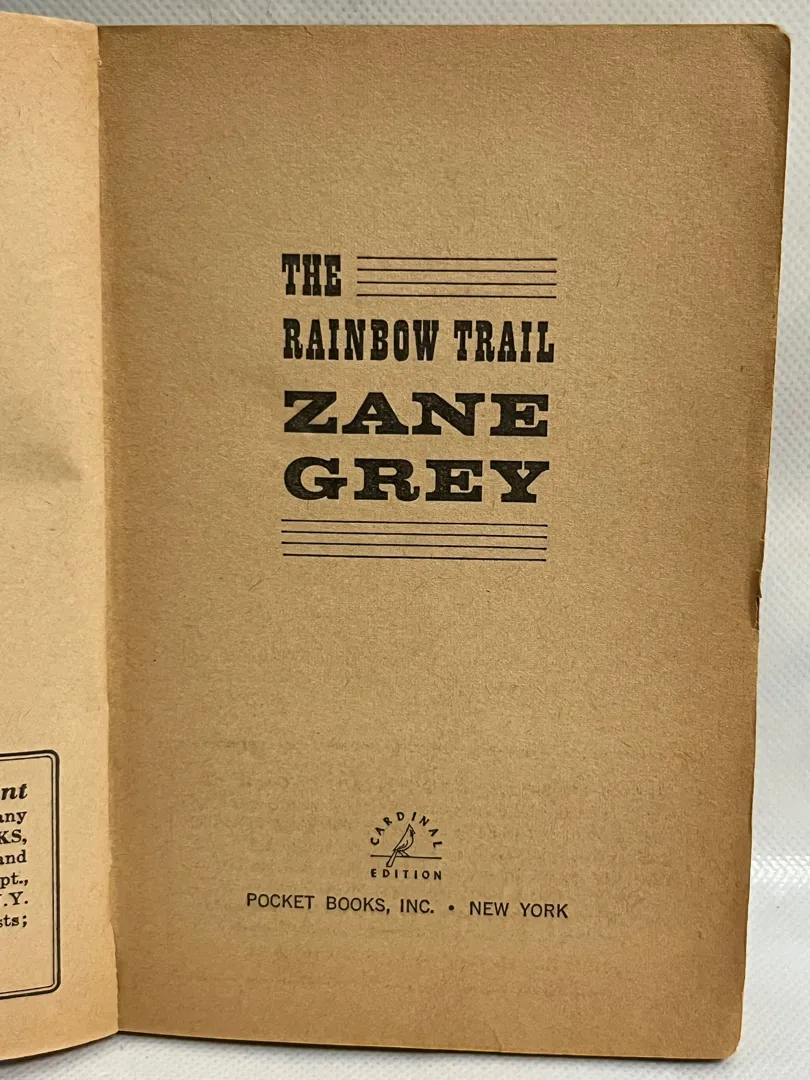 nt
any
KS,
and
pt.,
.Y.
sts;
THE
RAINBOW TRAIL
ZANE
GREY
CARDINAL
EDITION
POCKET BOOKS, INC. • NEW YORK